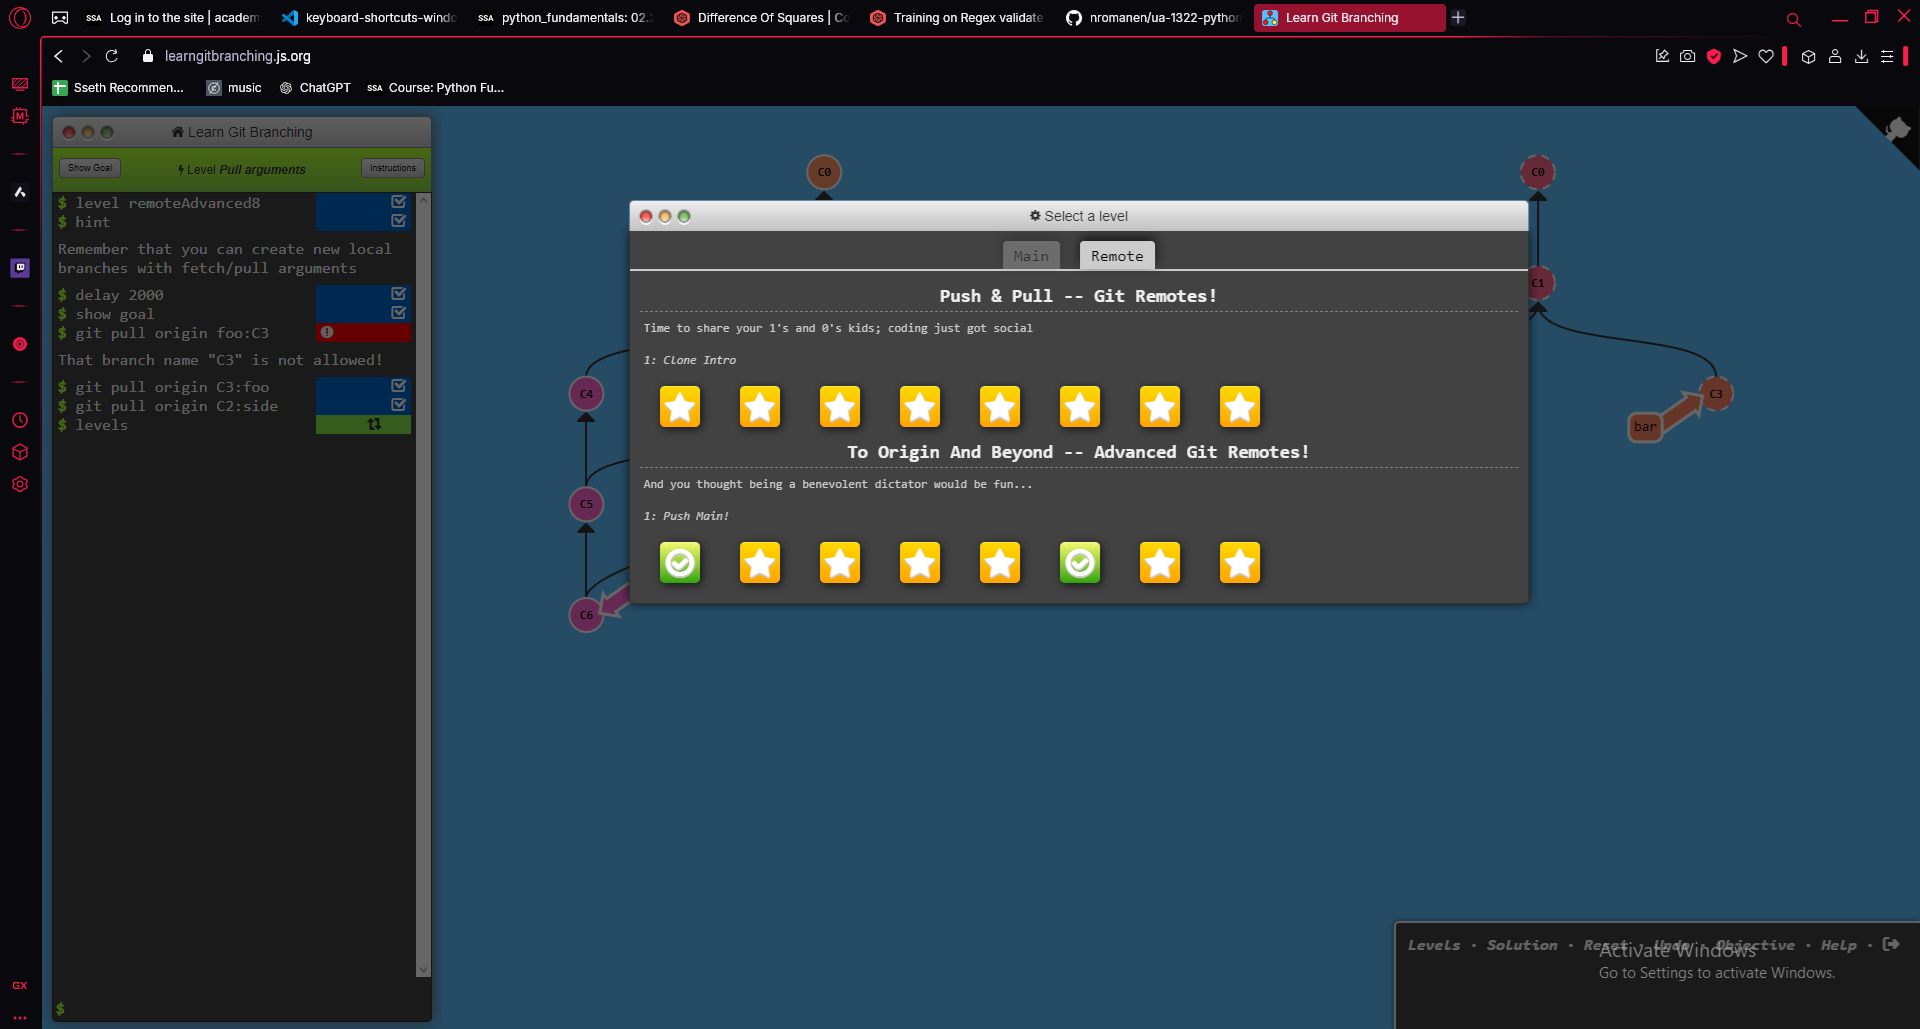 Log in to the site | academ
keyboard-shortcuts-windo
python_fundamentals: 02.
Difference Of Squares | Co
Training on Regex validate
nromanen/ua-1322-python
Learn Git Branching
learngitbranching.js.org
Sseth Recommen...
music
ChatGPT
SSA Course: Python Fu...
Learn Git Branching
Show Goal
Level Pull arguments
Instructions
$ level remoteAdvanced8
$ hint
Remember that you can create new local
branches with fetch/pull arguments
$ delay 2000
$ show goal
$ git pull origin foo:C3
That branch name "C3" is not allowed!
$ git pull origin C3:foo
$ git pull origin C2:side
$ levels
$
C0
C4
C5
C6
Select a level
Main
Remote
Push & Pull -- Git Remotes!
Time to share your 1's and 0's kids; coding just got social
1: Clone Intro
To Origin And Beyond -- Advanced Git Remotes!
And you thought being a benevolent dictator would be fun...
1: Push Main!
C0
C1
C3
bar
Levels · Solution · Reset · Undo · Objective · Help ·
Activate Windows
Go to Settings to activate Windows.
GX